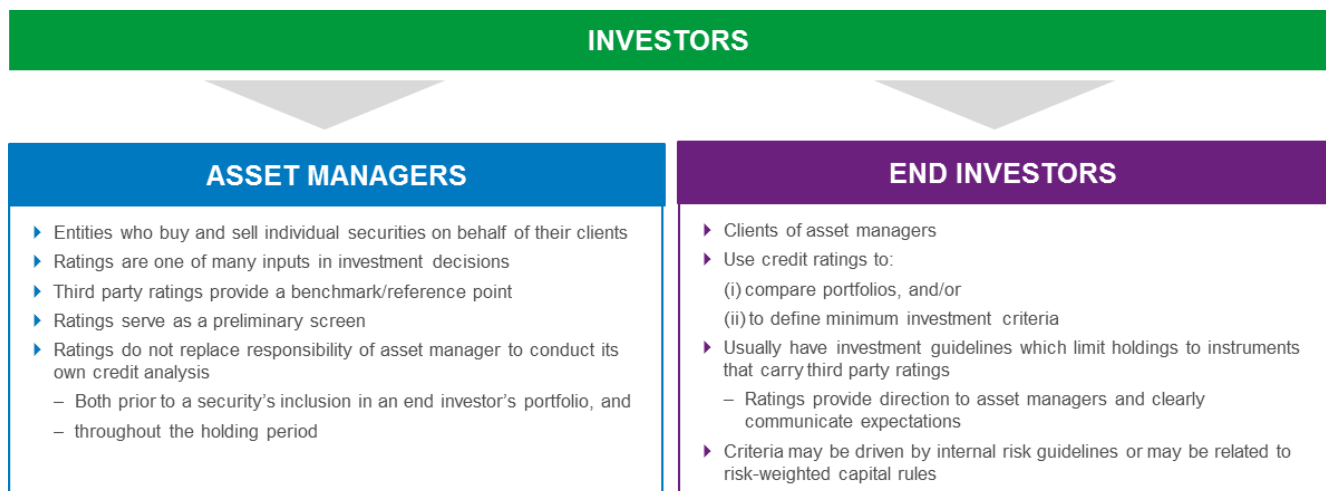 INVESTORS
ASSET MANAGERS
Entities who buy and sell individual securities on behalf of their clients
Ratings are one of many inputs in investment decisions
Third party ratings provide a benchmark/reference point
Ratings serve as a preliminary screen
Ratings do not replace responsibility of asset manager to conduct its
own credit analysis
– Both prior to a security's inclusion in an end investor's portfolio, and
– throughout the holding period
END INVESTORS
Clients of asset managers
Use credit ratings to:
(i) compare portfolios, and/or
(ii) to define minimum investment criteria
Usually have investment guidelines which limit holdings to instruments
that carry third party ratings
– Ratings provide direction to asset managers and clearly
communicate expectations
Criteria may be driven by internal risk guidelines or may be related to
risk-weighted capital rules